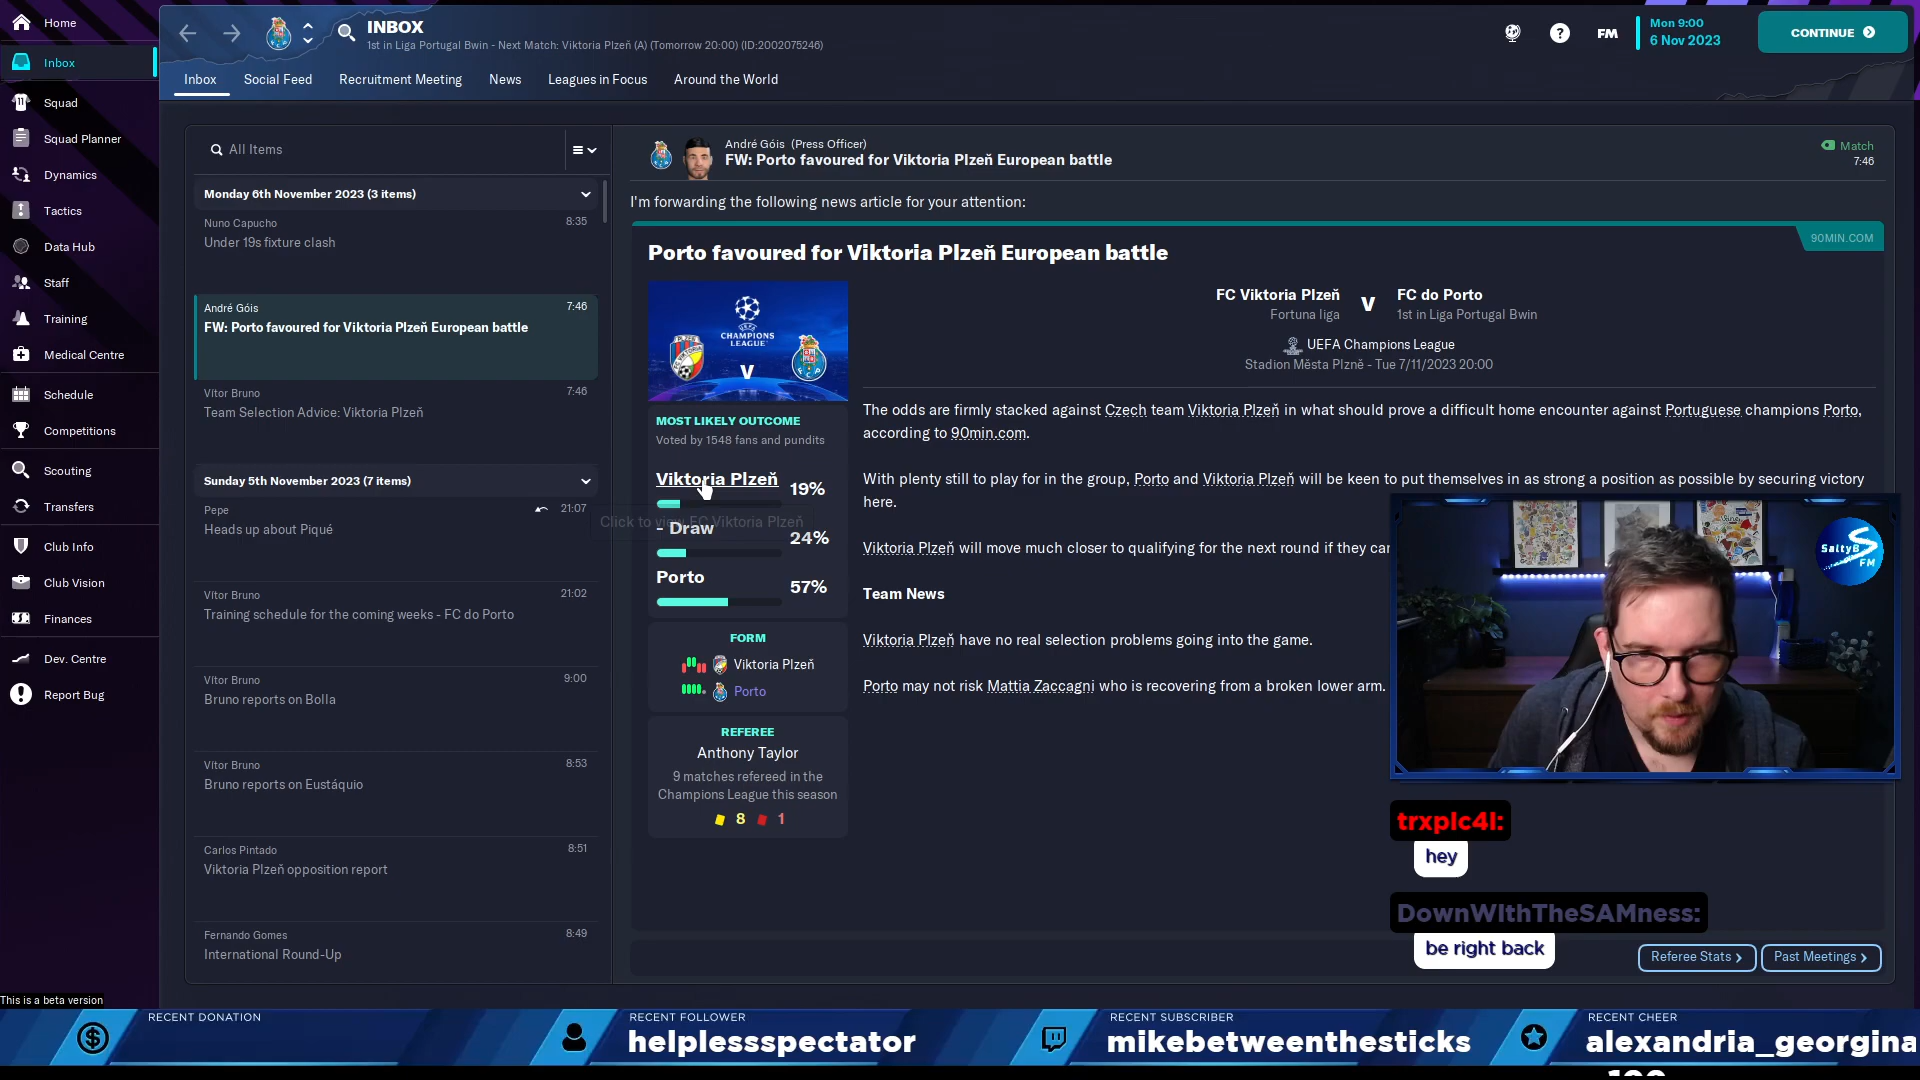 Home
Inbox
Squad
Squad Planner
Dynamics
Tactics
Data Hub
Staff
Training
Medical Centre
Schedule
Competitions
Scouting
Transfers
Club Info
Club Vision
Finances
Dev. Centre
Report Bug
This is a beta version
INBOX
1st in Liga Portugal Bwin - Next Match: Viktoria Plzeň (A) (Tomorrow 20:00) (ID:2002075246)
FM
Mon 9:00
6 Nov 2023
CONTINUE
Inbox
Social Feed
Recruitment Meeting
News
Leagues in Focus
Around the World
All Items
Monday 6th November 2023 (3 items)
Nuno Capucho 8:35
Under 19s fixture clash
André Góis 7:46
FW: Porto favoured for Viktoria Plzeň European battle
Vítor Bruno 7:46
Team Selection Advice: Viktoria Plzeň
Sunday 5th November 2023 (7 items)
Pepe 21:07
Heads up about Piqué
Vítor Bruno 21:02
Training schedule for the coming weeks - FC do Porto
Vítor Bruno 9:00
Bruno reports on Bolla
Vítor Bruno 8:53
Bruno reports on Eustáquio
Carlos Pintado 8:51
Viktoria Plzeň opposition report
Fernando Gomes 8:49
International Round-Up
André Góis (Press Officer)
FW: Porto favoured for Viktoria Plzeň European battle
Match
7:46
I'm forwarding the following news article for your attention:
Porto favoured for Viktoria Plzeň European battle
90MIN.COM
UEFA
CHAMPIONS
LEAGUE
V
FC Viktoria Plzeň V FC do Porto
Fortuna liga 1st in Liga Portugal Bwin
UEFA Champions League
Stadion Města Plzně - Tue 7/11/2023 20:00
MOST LIKELY OUTCOME
Voted by 1548 fans and pundits
Viktoria Plzeň 19%
Click to view FC Viktoria Plzeň
- Draw 24%
Porto 57%
FORM
Viktoria Plzeň
Porto
REFEREE
Anthony Taylor
9 matches refereed in the
Champions League this season
8 1
The odds are firmly stacked against Czech team Viktoria Plzeň in what should prove a difficult home encounter against Portuguese champions Porto,
according to 90min.com.
With plenty still to play for in the group, Porto and Viktoria Plzeň will be keen to put themselves in as strong a position as possible by securing victory
here.
Viktoria Plzeň will move much closer to qualifying for the next round if they can
Team News
Viktoria Plzeň have no real selection problems going into the game.
Porto may not risk Mattia Zaccagni who is recovering from a broken lower arm.
SaltyB
FM
trxplc4l:
hey
DownWIthTheSAMness:
be right back
Referee Stats
Past Meetings
RECENT DONATION
RECENT FOLLOWER
helplessspectator
RECENT SUBSCRIBER
mikebetweenthesticks
RECENT CHEER
alexandria_georgina